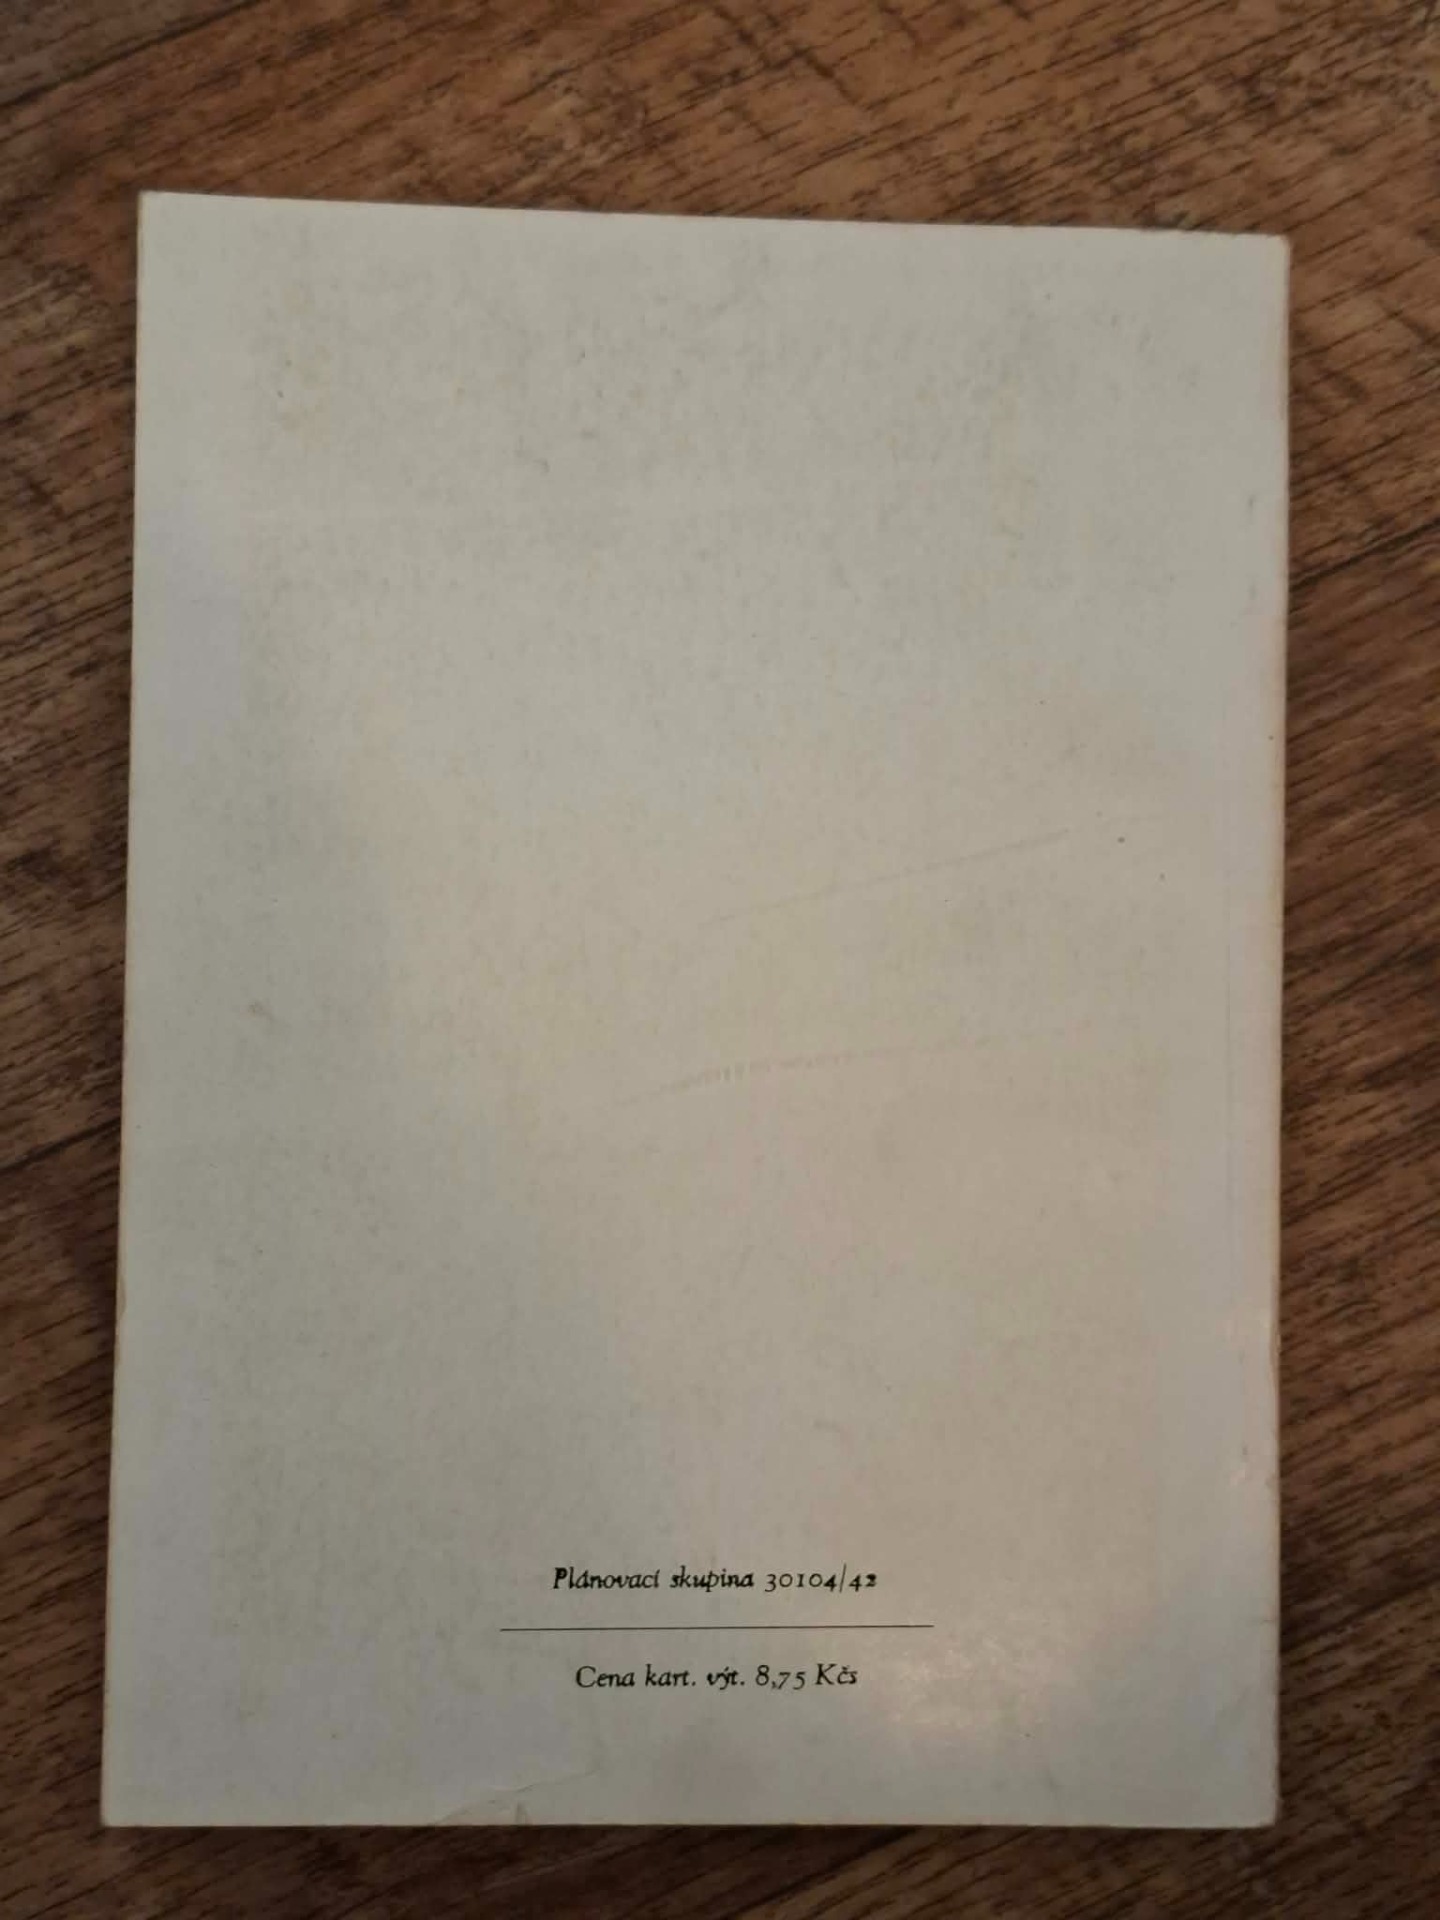 Plánovací skupina 30104/42
Cena kart. výt. 8,75 Kčs